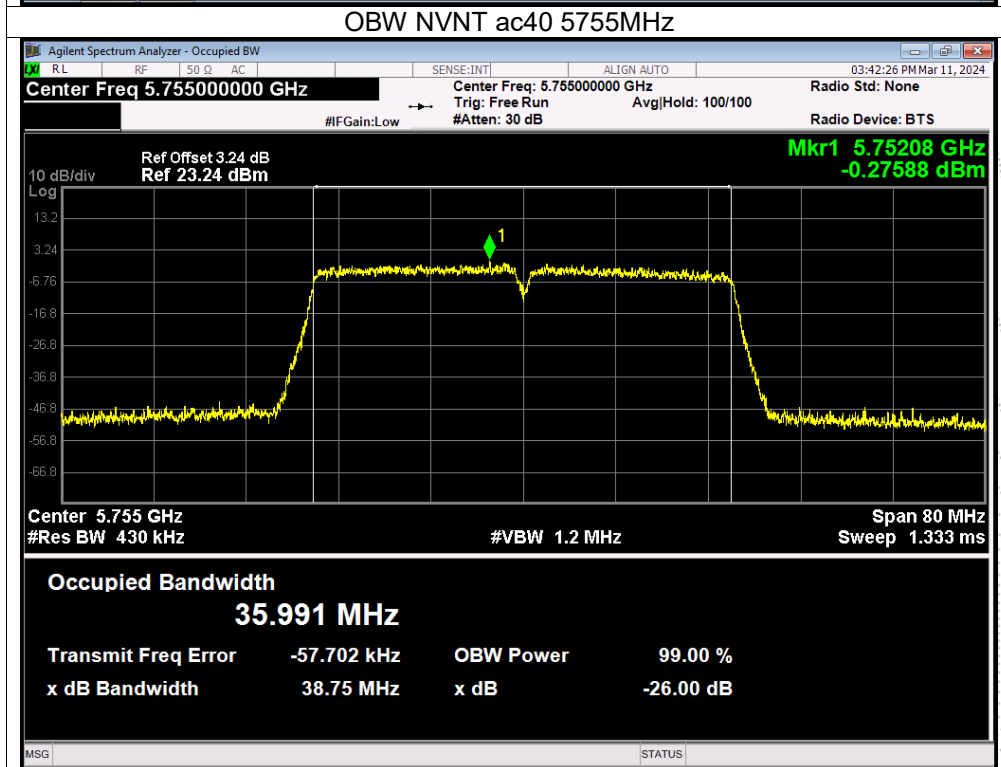 OBW NVNT ac40 5755MHz
Agilent Spectrum Analyzer - Occupied BW
LXI RL RF 50 Ω AC SENSE:INT ALIGN AUTO 03:42:26 PM Mar 11, 2024
Center Freq 5.755000000 GHz Center Freq: 5.755000000 GHz Radio Std: None
Trig: Free Run Avg|Hold: 100/100
#IFGain:Low #Atten: 30 dB Radio Device: BTS
Mkr1 5.75208 GHz
-0.27588 dBm
Ref Offset 3.24 dB
10 dB/div Ref 23.24 dBm
Log
13.2
1
3.24
-6.76
-16.8
-26.8
-36.8
-46.8
-56.8
-66.8
Center 5.755 GHz Span 80 MHz
#Res BW 430 kHz #VBW 1.2 MHz Sweep 1.333 ms
Occupied Bandwidth
35.991 MHz
Transmit Freq Error -57.702 kHz OBW Power 99.00 %
x dB Bandwidth 38.75 MHz x dB -26.00 dB
MSG STATUS